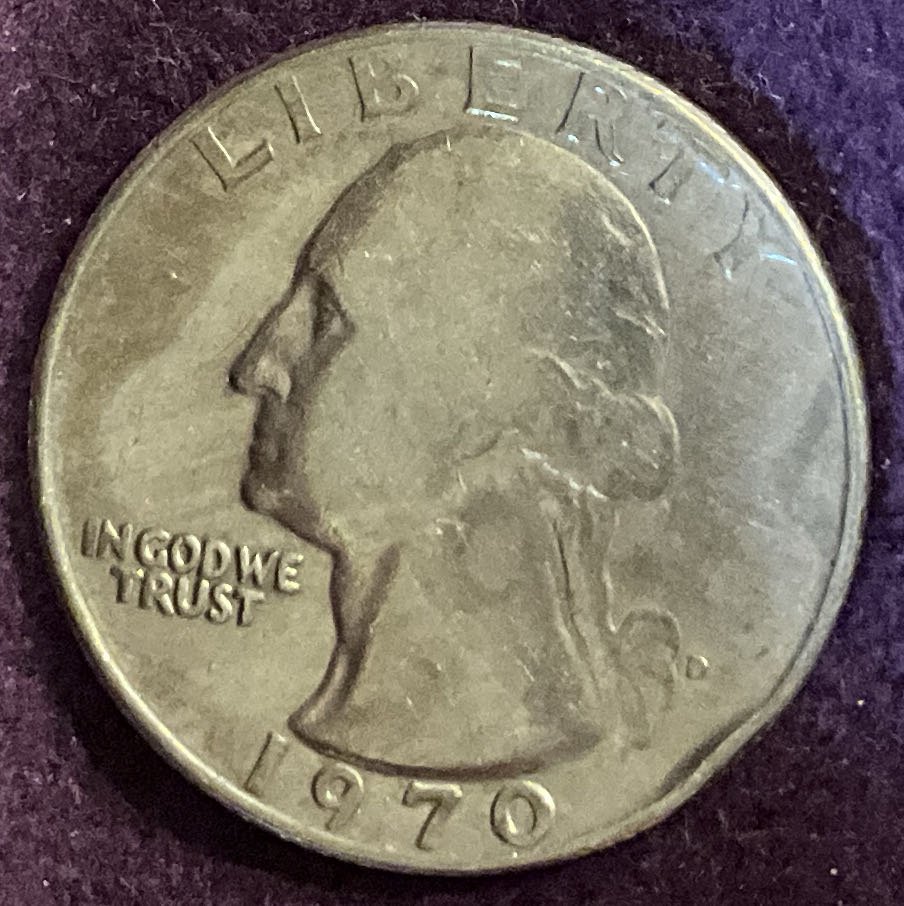 LIBERTY
IN GOD WE
TRUST
D
1970